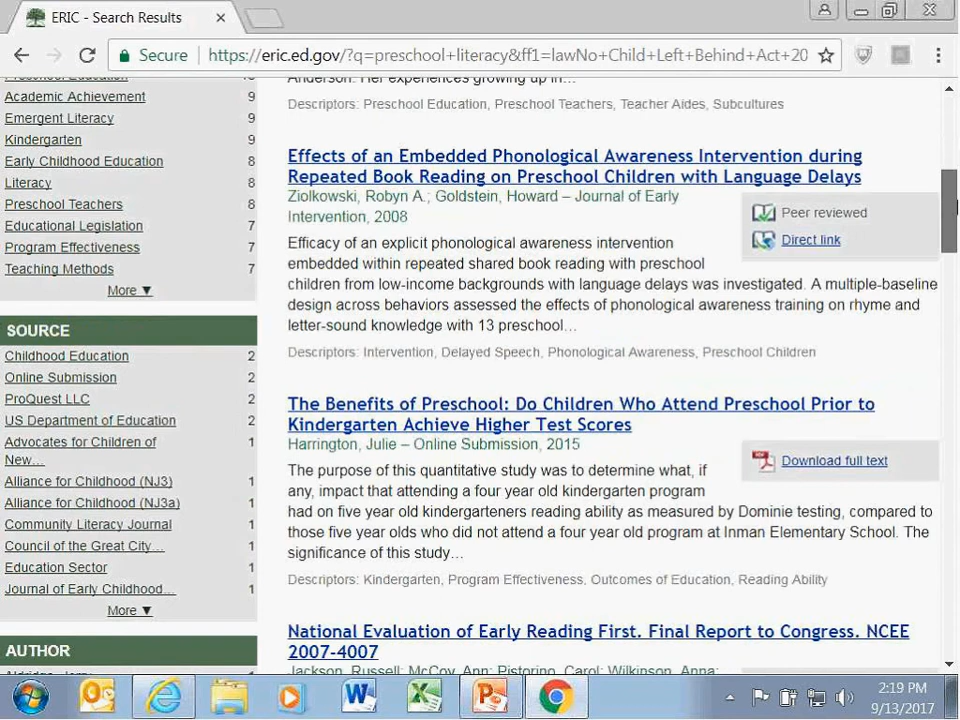 ERIC - Search Results
Secure https://eric.ed.gov/?q=preschool+literacy&ff1=lawNo+Child+Left+Behind+Act+20
Preschool Education
Academic Achievement 9
Emergent Literacy 9
Kindergarten 9
Early Childhood Education 8
Literacy 8
Preschool Teachers 8
Educational Legislation 7
Program Effectiveness 7
Teaching Methods 7
More ▼
SOURCE
Childhood Education 2
Online Submission 2
ProQuest LLC 2
US Department of Education 2
Advocates for Children of 1
New…
Alliance for Childhood (NJ3) 1
Alliance for Childhood (NJ3a) 1
Community Literacy Journal 1
Council of the Great City… 1
Education Sector 1
Journal of Early Childhood… 1
More ▼
AUTHOR
Anderson. Her experiences growing up in…
Descriptors: Preschool Education, Preschool Teachers, Teacher Aides, Subcultures
Effects of an Embedded Phonological Awareness Intervention during
Repeated Book Reading on Preschool Children with Language Delays
Ziolkowski, Robyn A.; Goldstein, Howard – Journal of Early
Intervention, 2008
Peer reviewed
Direct link
Efficacy of an explicit phonological awareness intervention
embedded within repeated shared book reading with preschool
children from low-income backgrounds with language delays was investigated. A multiple-baseline
design across behaviors assessed the effects of phonological awareness training on rhyme and
letter-sound knowledge with 13 preschool…
Descriptors: Intervention, Delayed Speech, Phonological Awareness, Preschool Children
The Benefits of Preschool: Do Children Who Attend Preschool Prior to
Kindergarten Achieve Higher Test Scores
Harrington, Julie – Online Submission, 2015
Download full text
The purpose of this quantitative study was to determine what, if
any, impact that attending a four year old kindergarten program
had on five year old kindergarteners reading ability as measured by Dominie testing, compared to
those five year olds who did not attend a four year old program at Inman Elementary School. The
significance of this study…
Descriptors: Kindergarten, Program Effectiveness, Outcomes of Education, Reading Ability
National Evaluation of Early Reading First. Final Report to Congress. NCEE
2007-4007
Jackson, Russell; McCoy, Ann; Pistorino, Carol; Wilkinson, Anna;
2:19 PM
9/13/2017